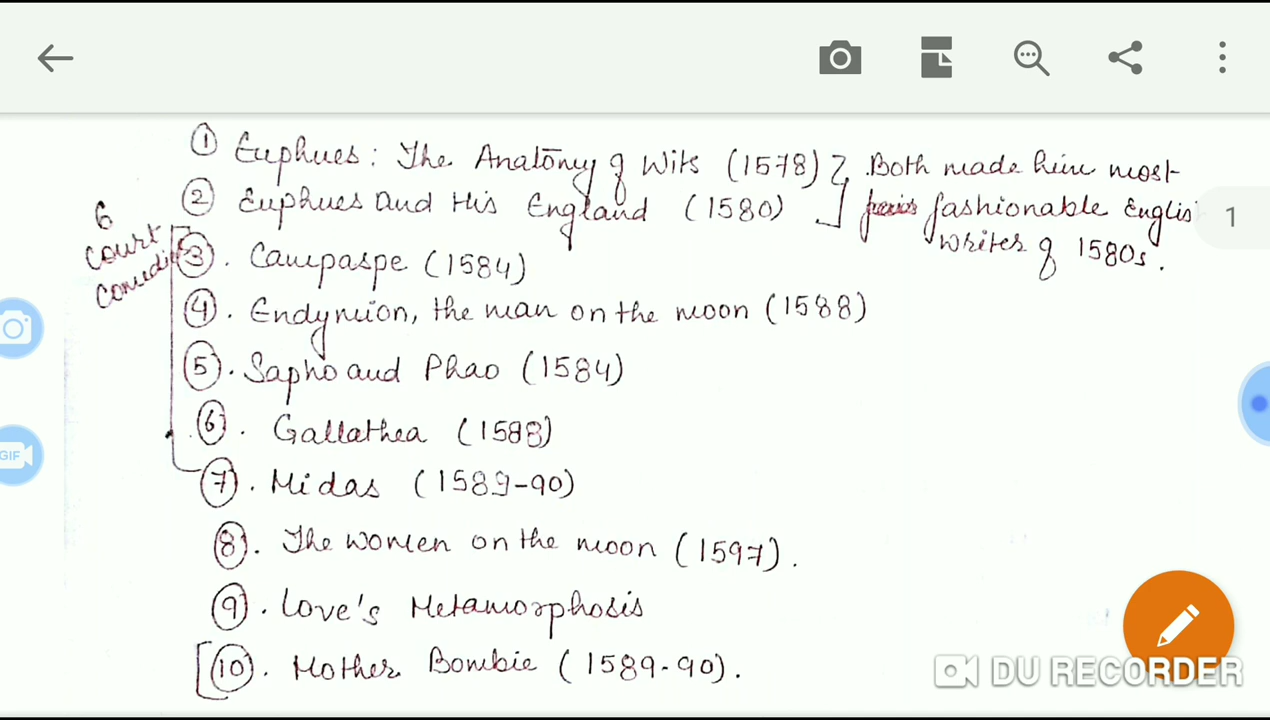 ① Euphues: The Anatomy of Wits (1578) Both made him most
② Euphues and His England (1580) fashionable Englis
writer of 1580s.
1
6 court comedi
③. Campaspe (1584)
④. Endymion, the man on the moon (1588)
⑤. Sapho and Phao (1584)
⑥. Gallathea (1588)
⑦. Midas (1589-90)
⑧. The women on the moon (1597).
⑨. Love's Metamorphosis
⑩. Mother Bombie (1589-90).
GIF
DU RECORDER